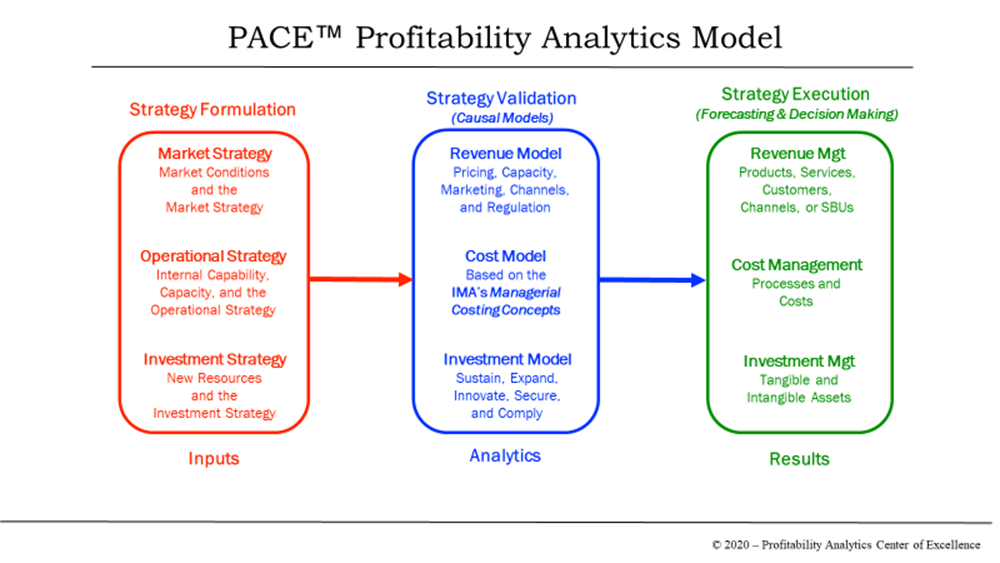 PACE™ Profitability Analytics Model
Strategy Formulation
Market Strategy
Market Conditions
and the
Market Strategy
Operational Strategy
Internal Capability,
Capacity, and the
Operational Strategy
Investment Strategy
New Resources
and the
Investment Strategy
Inputs
Strategy Validation
(Causal Models)
Revenue Model
Pricing, Capacity,
Marketing, Channels,
and Regulation
Cost Model
Based on the
IMA's Managerial
Costing Concepts
Investment Model
Sustain, Expand,
Innovate, Secure,
and Comply
Analytics
Strategy Execution
(Forecasting & Decision Making)
Revenue Mgt
Products, Services,
Customers,
Channels, or SBUs
Cost Management
Processes and
Costs
Investment Mgt
Tangible and
Intangible Assets
Results
© 2020 – Profitability Analytics Center of Excellence